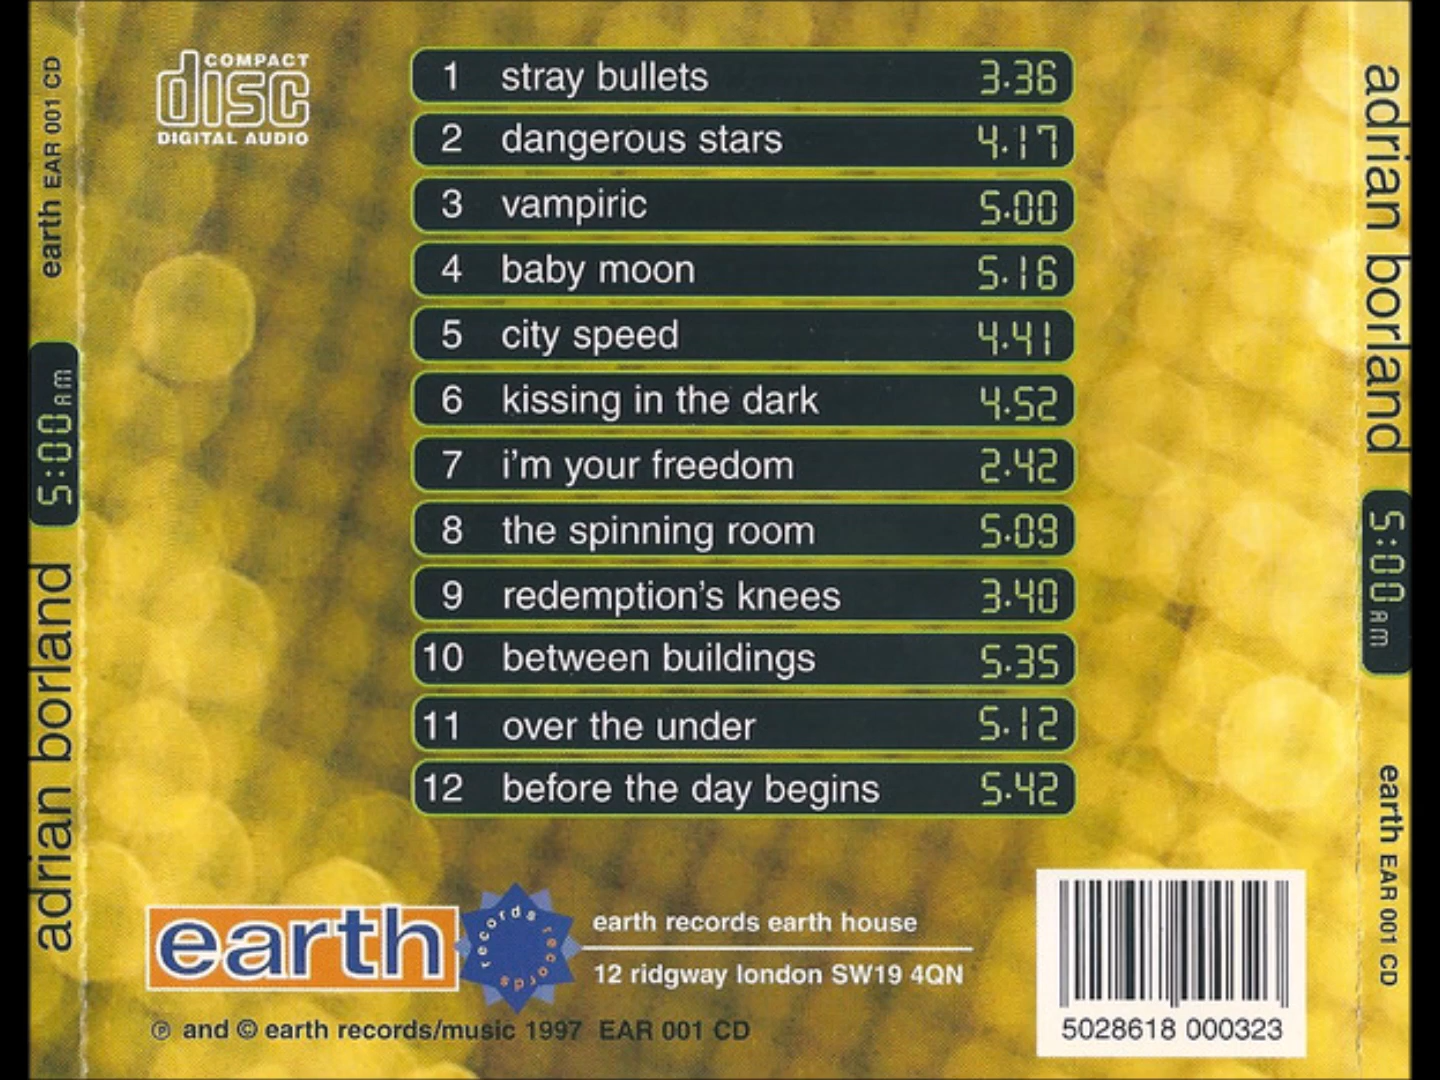 COMPACT
disc
DIGITAL AUDIO
1 stray bullets 3.36
2 dangerous stars 4.17
3 vampiric 5.00
4 baby moon 5.16
5 city speed 4.41
6 kissing in the dark 4.52
7 i'm your freedom 2.42
8 the spinning room 5.09
9 redemption's knees 3.40
10 between buildings 5.35
11 over the under 5.12
12 before the day begins 5.42
earth
records records
earth records earth house
12 ridgway london SW19 4QN
℗ and © earth records/music 1997 EAR 001 CD
5028618 000323
adrian borland 5:00 AM earth EAR 001 CD
adrian borland 5:00 AM earth EAR 001 CD